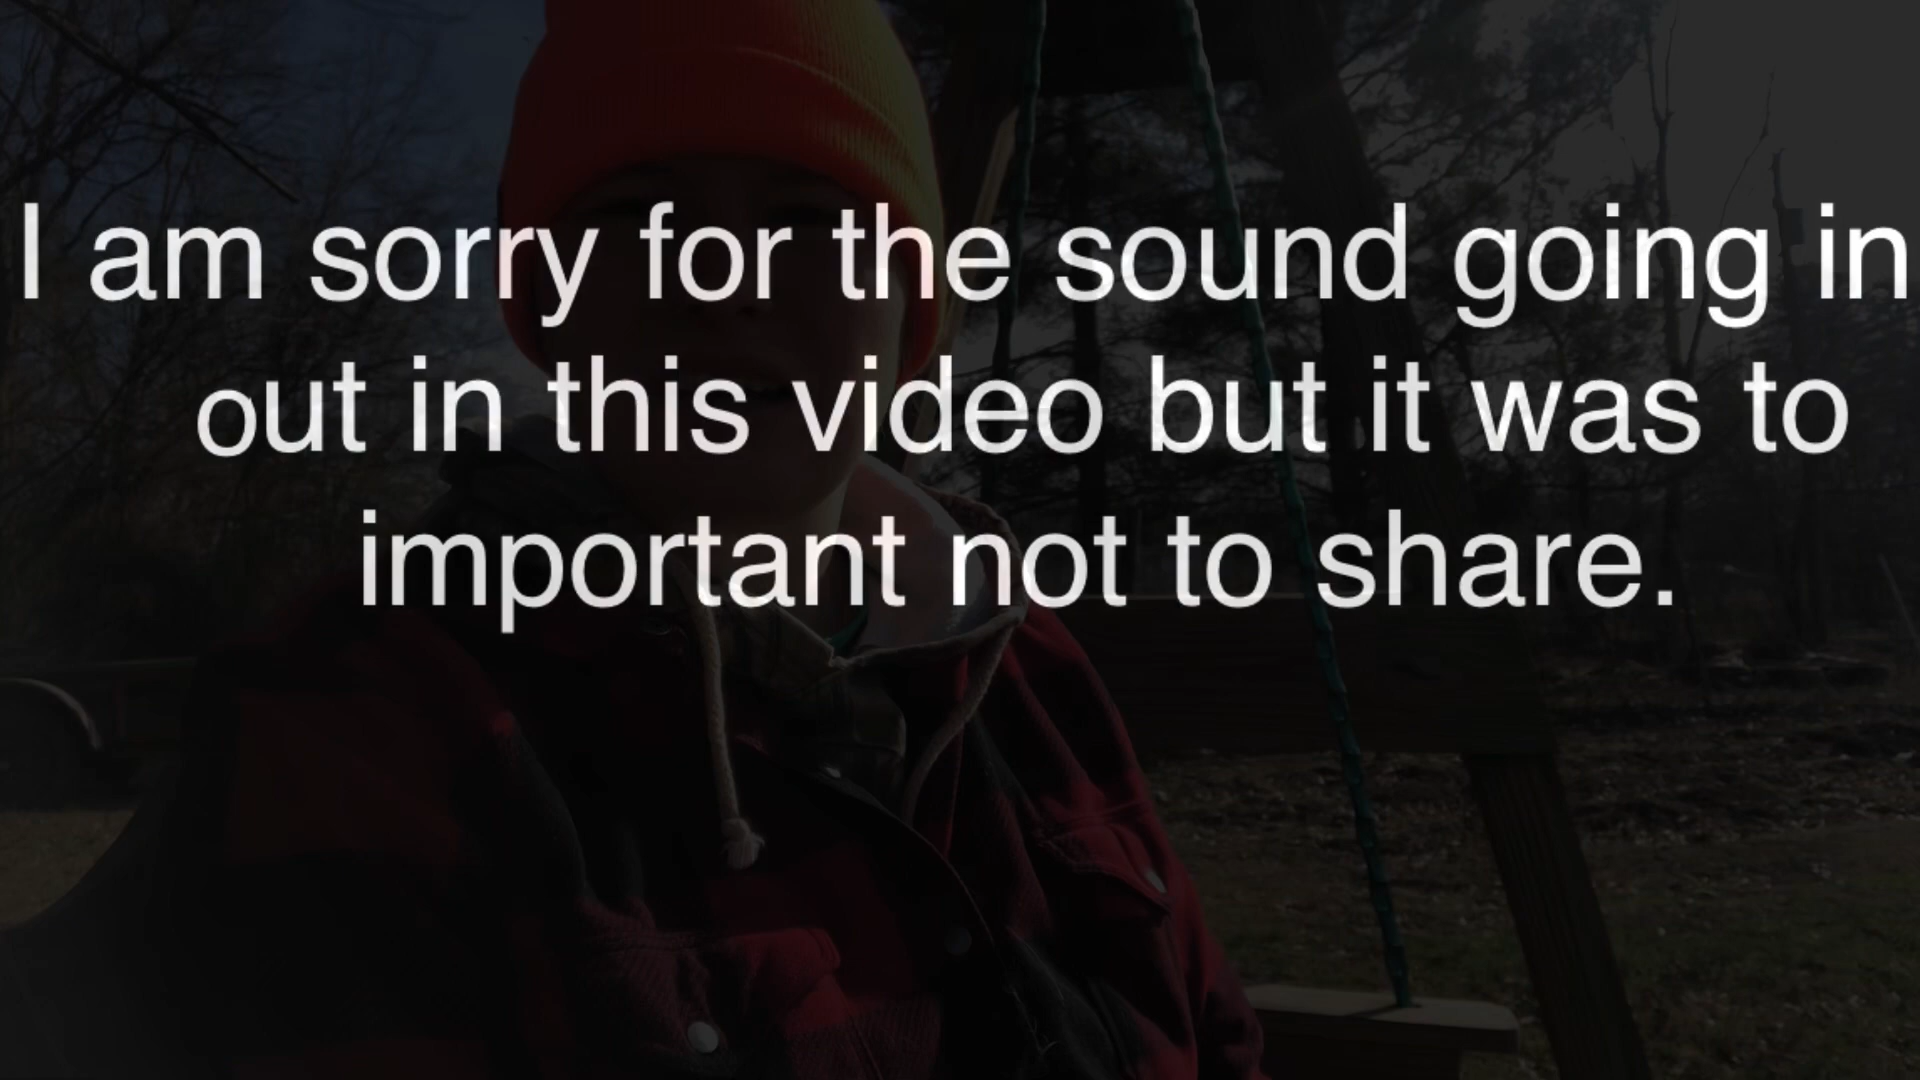 I am sorry for the sound going in
out in this video but it was to
important not to share.